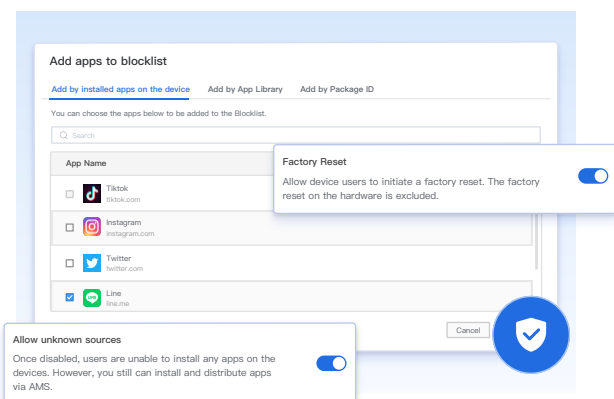 Add apps to blocklist
Add by installed apps on the device Add by App Library Add by Package ID
You can choose the apps below to be added to the Blocklist.
Search
App Name
Tiktok
tiktok.com
Instagram
instagram.com
Twitter
twitter.com
Line
line.me
Cancel
Factory Reset
Allow device users to initiate a factory reset. The factory
reset on the hardware is excluded.
Allow unknown sources
Once disabled, users are unable to install any apps on the
devices. However, you still can install and distribute apps
via AMS.